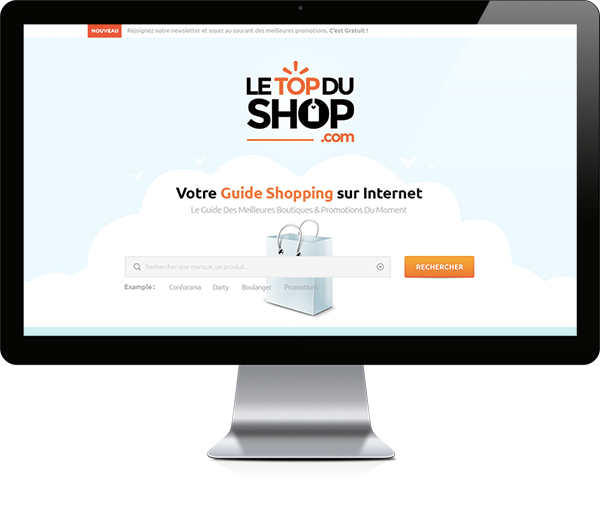 NOUVEAU Rejoignez notre newsletter et soyez au courant des meilleures promotions. C'est Gratuit !
LE TOP DU
SHOP
.com
Votre Guide Shopping sur Internet
Le Guide Des Meilleures Boutiques & Promotions Du Moment
Rechercher une marque, un produit... RECHERCHER
Example : Conforama Darty Boulanger Promotions